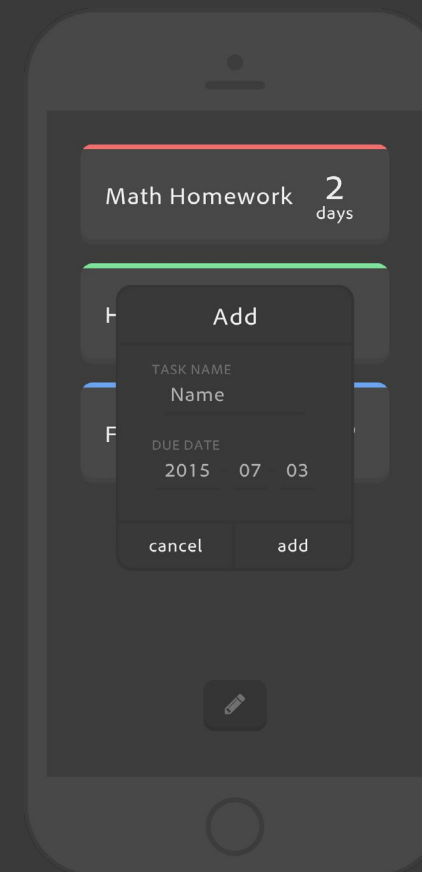 Math Homework
2
days
H
Add
TASK NAME
Name
F
DUE DATE
2015 07 03
cancel
add